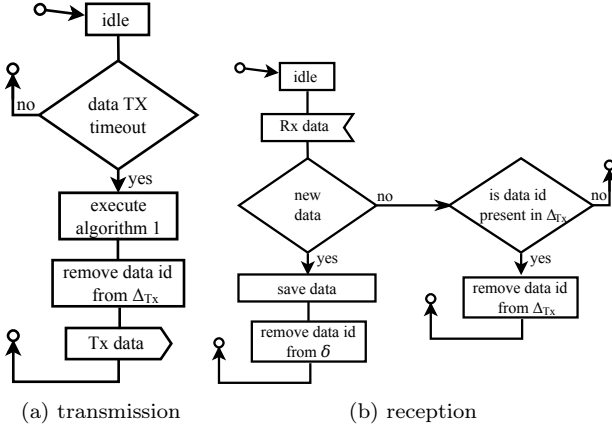 idle
data TX
timeout
no
yes
execute
algorithm 1
remove data id
from Δ_Tx
Tx data
(a) transmission
idle
Rx data
new
data
no
yes
save data
remove data id
from δ
is data id
present in Δ_Tx
no
yes
remove data id
from Δ_Tx
(b) reception